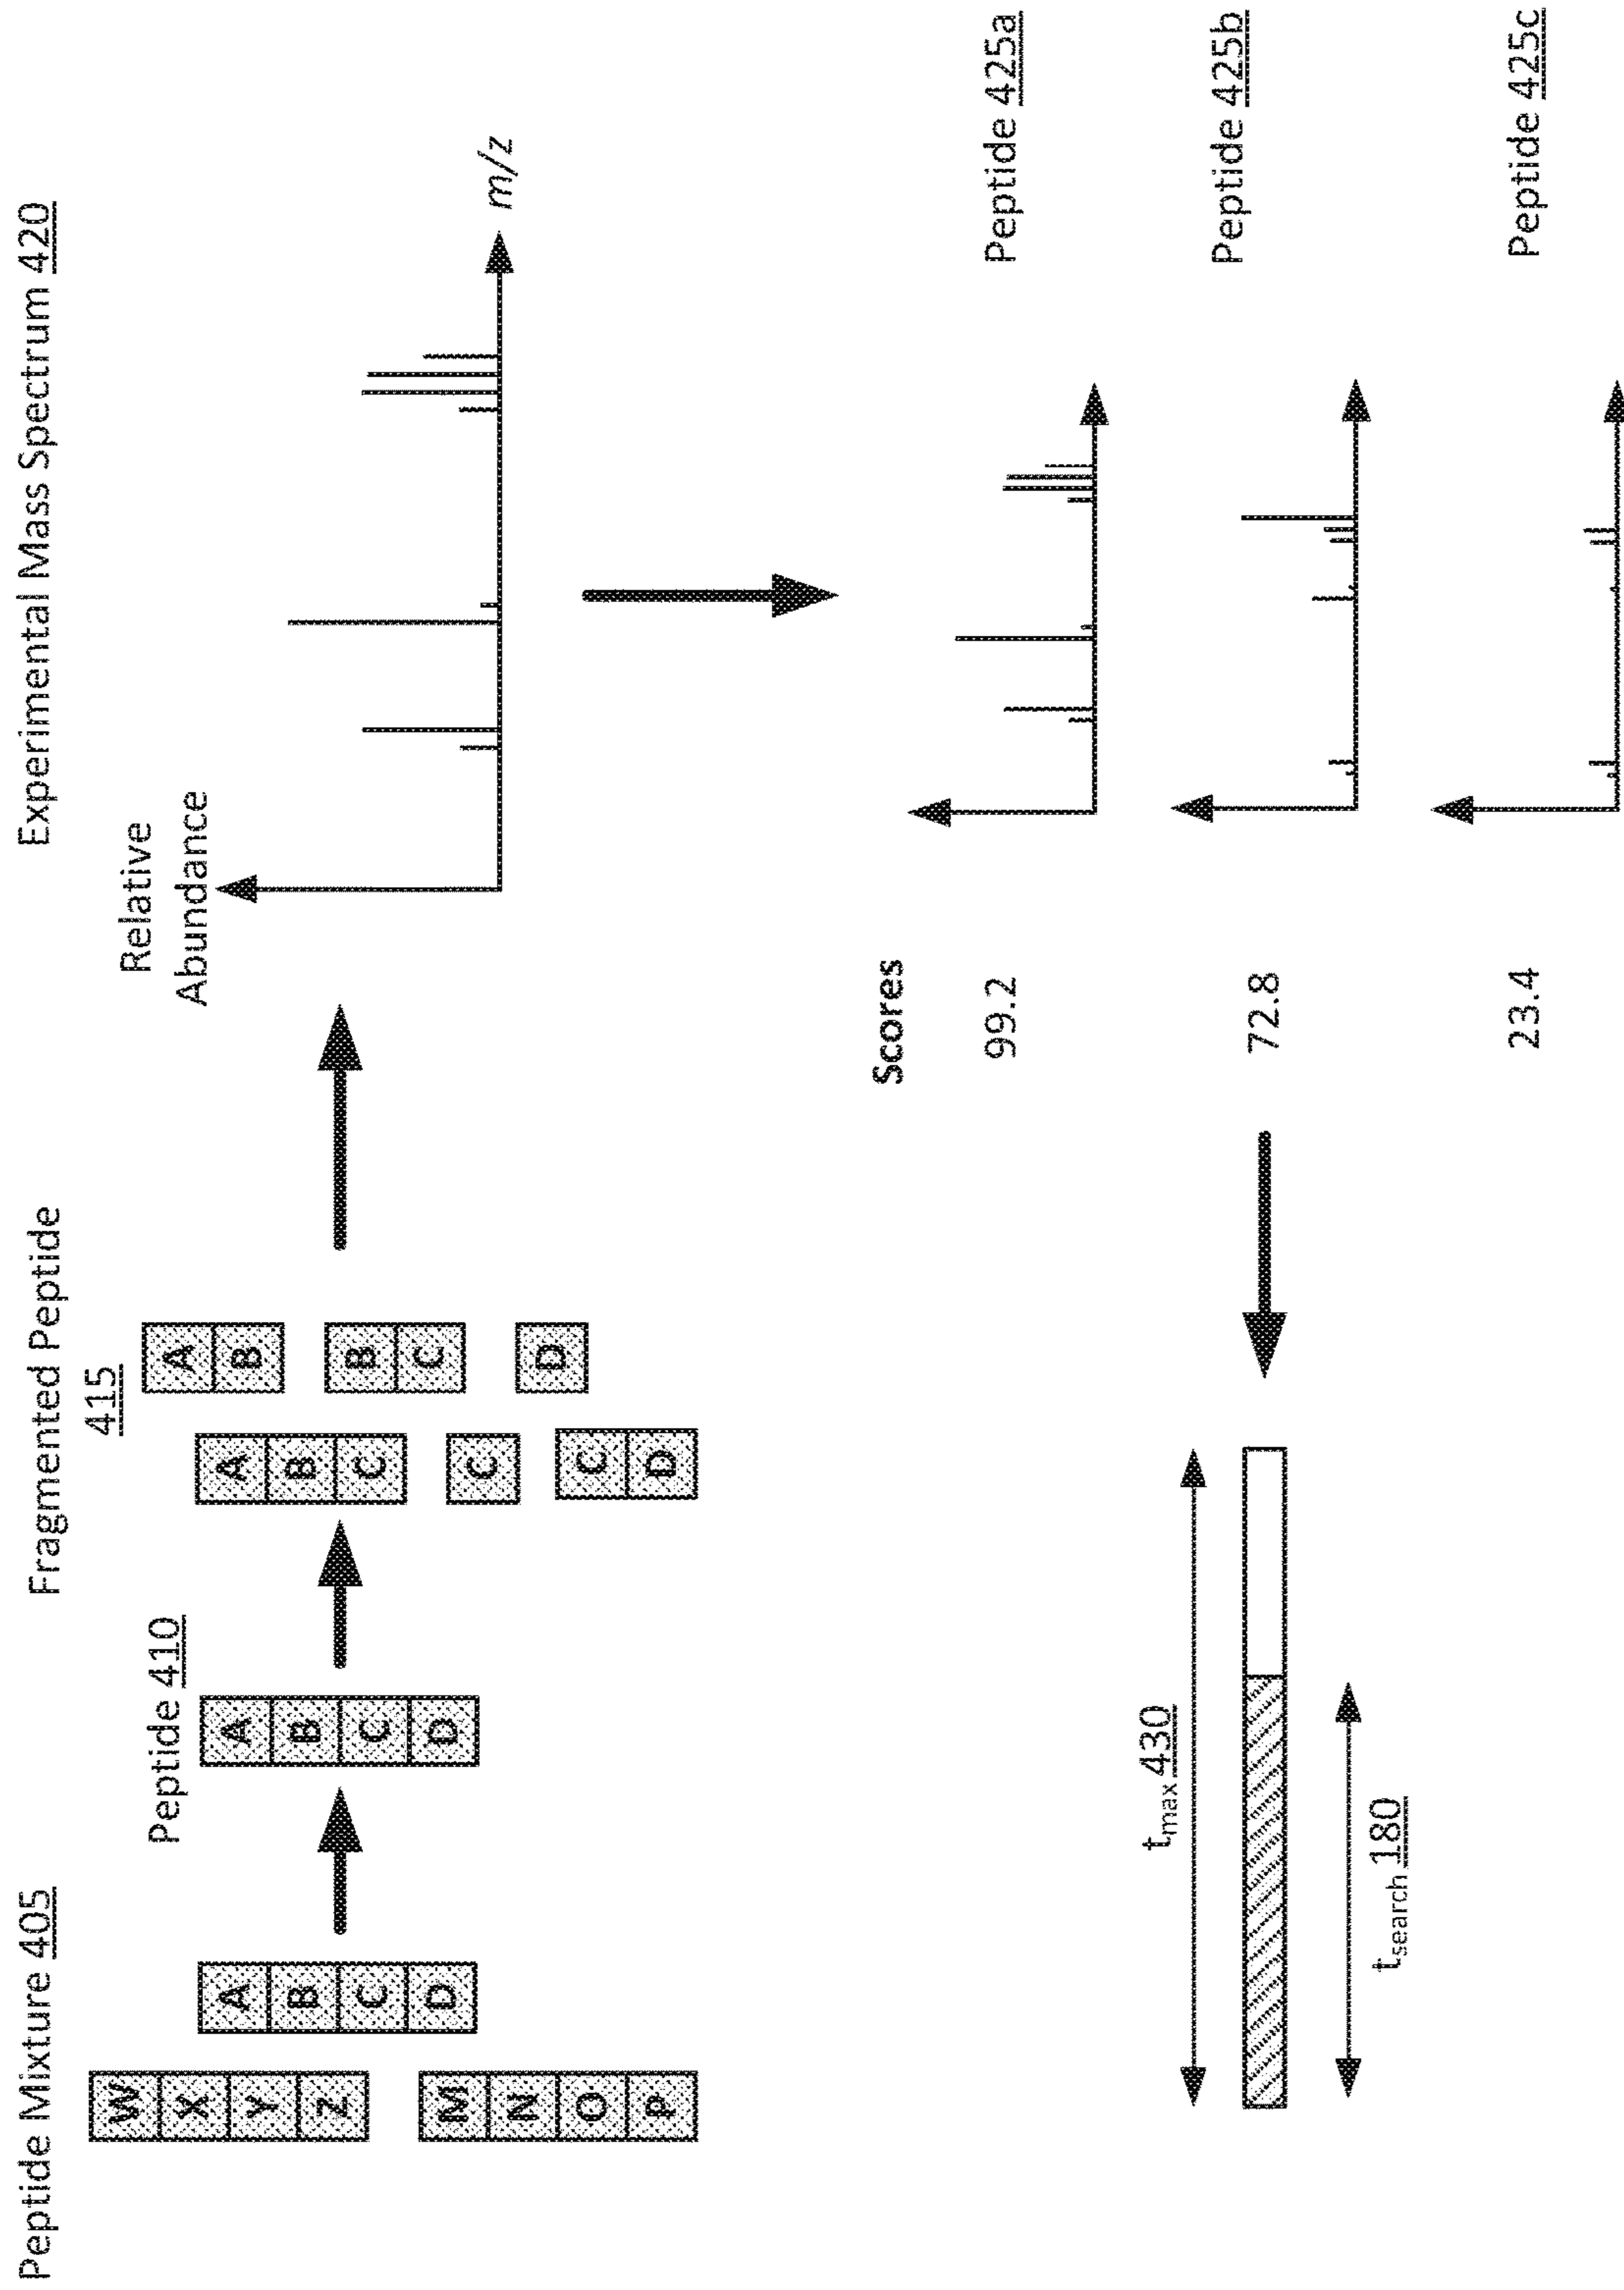 Peptide Mixture 405
W
X
Y
Z
M
N
O
P
A
B
C
D
Peptide 410
A
B
C
D
Fragmented Peptide
415
A
B
C
C
C
D
A
B
B
C
D
Experimental Mass Spectrum 420
Relative
Abundance
m/z
Scores
99.2
Peptide 425a
72.8
Peptide 425b
23.4
Peptide 425c
tmax 430
tsearch 180